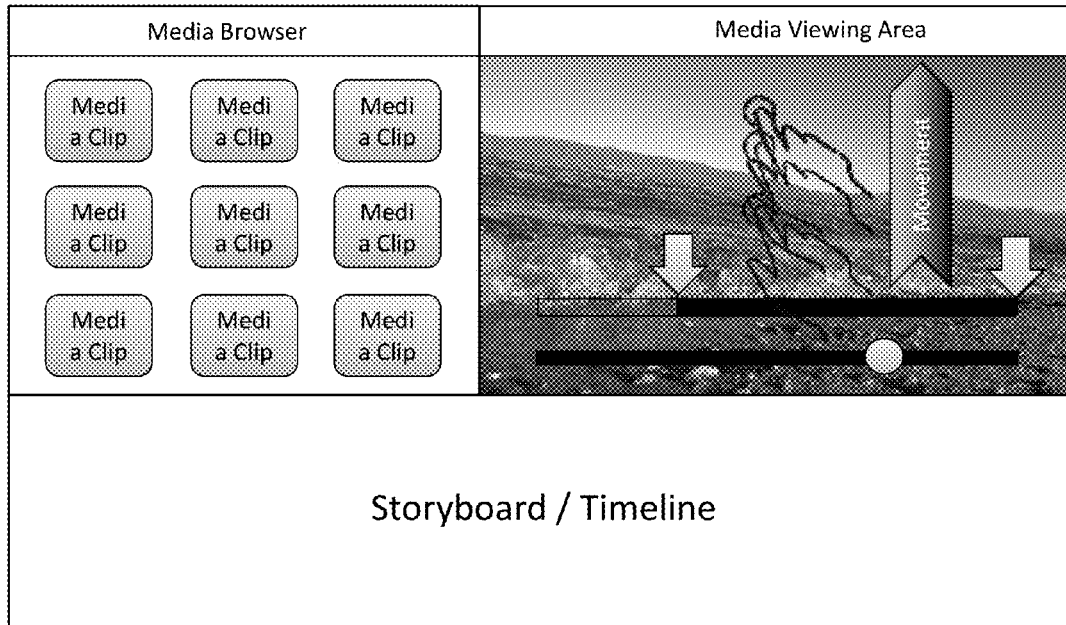 Media Browser
Media Viewing Area
Medi
a Clip
Medi
a Clip
Medi
a Clip
Medi
a Clip
Medi
a Clip
Medi
a Clip
Medi
a Clip
Medi
a Clip
Medi
a Clip
Movement
Storyboard / Timeline